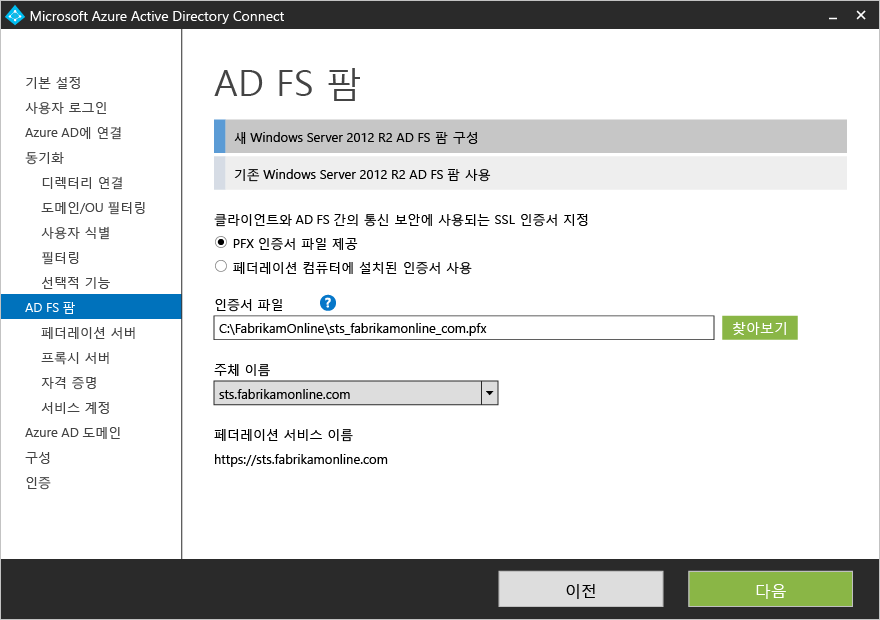 Microsoft Azure Active Directory Connect
기본 설정
사용자 로그인
Azure AD에 연결
동기화
디렉터리 연결
도메인/OU 필터링
사용자 식별
필터링
선택적 기능
AD FS 팜
페더레이션 서버
프록시 서버
자격 증명
서비스 계정
Azure AD 도메인
구성
인증
AD FS 팜
새 Windows Server 2012 R2 AD FS 팜 구성
기존 Windows Server 2012 R2 AD FS 팜 사용
클라이언트와 AD FS 간의 통신 보안에 사용되는 SSL 인증서 지정
PFX 인증서 파일 제공
페더레이션 컴퓨터에 설치된 인증서 사용
인증서 파일 ?
C:\FabrikamOnline\sts_fabrikamonline_com.pfx 찾아보기
주체 이름
sts.fabrikamonline.com
페더레이션 서비스 이름
https://sts.fabrikamonline.com
이전 다음